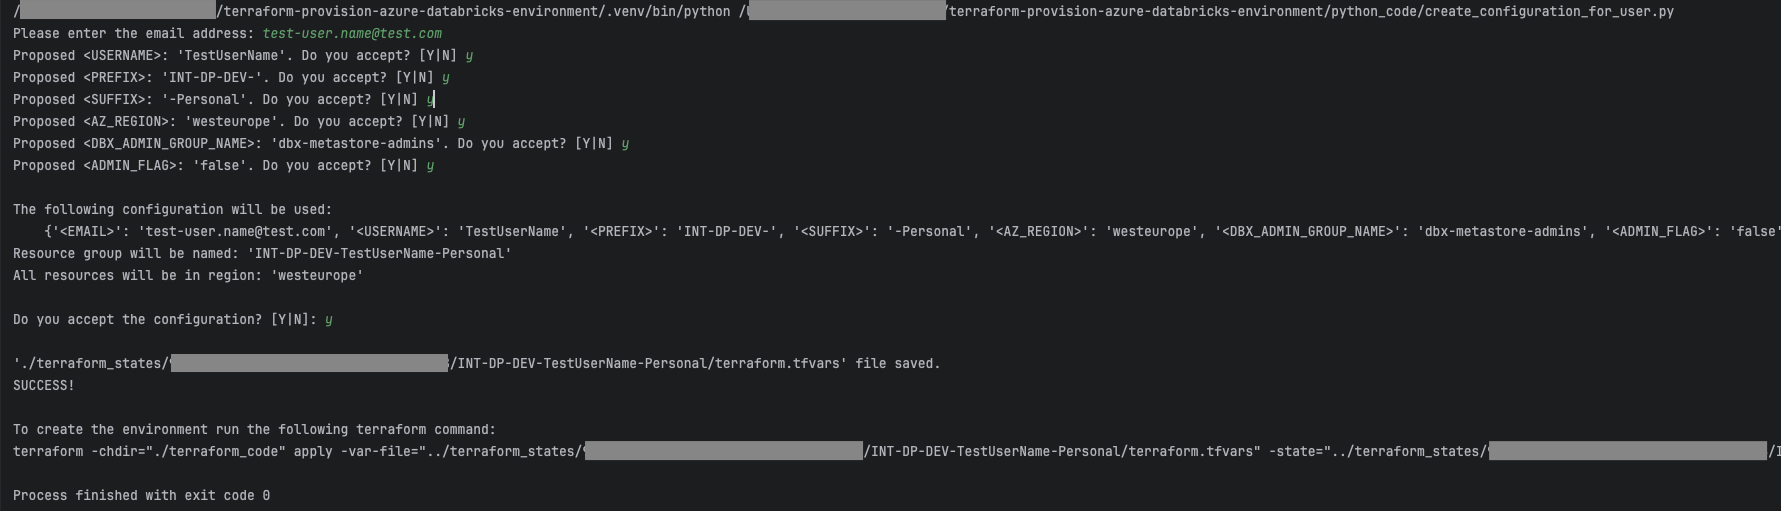 / /terraform-provision-azure-databricks-environment/.venv/bin/python / /terraform-provision-azure-databricks-environment/python_code/create_configuration_for_user.py
Please enter the email address: test-user.name@test.com
Proposed <USERNAME>: 'TestUserName'. Do you accept? [Y|N] y
Proposed <PREFIX>: 'INT-DP-DEV-'. Do you accept? [Y|N] y
Proposed <SUFFIX>: '-Personal'. Do you accept? [Y|N] y
Proposed <AZ_REGION>: 'westeurope'. Do you accept? [Y|N] y
Proposed <DBX_ADMIN_GROUP_NAME>: 'dbx-metastore-admins'. Do you accept? [Y|N] y
Proposed <ADMIN_FLAG>: 'false'. Do you accept? [Y|N] y
The following configuration will be used:
{'<EMAIL>': 'test-user.name@test.com', '<USERNAME>': 'TestUserName', '<PREFIX>': 'INT-DP-DEV-', '<SUFFIX>': '-Personal', '<AZ_REGION>': 'westeurope', '<DBX_ADMIN_GROUP_NAME>': 'dbx-metastore-admins', '<ADMIN_FLAG>': 'false'
Resource group will be named: 'INT-DP-DEV-TestUserName-Personal'
All resources will be in region: 'westeurope'
Do you accept the configuration? [Y|N]: y
'./terraform_states/ /INT-DP-DEV-TestUserName-Personal/terraform.tfvars' file saved.
SUCCESS!
To create the environment run the following terraform command:
terraform -chdir="./terraform_code" apply -var-file="../terraform_states/ /INT-DP-DEV-TestUserName-Personal/terraform.tfvars" -state="../terraform_states/ /I
Process finished with exit code 0